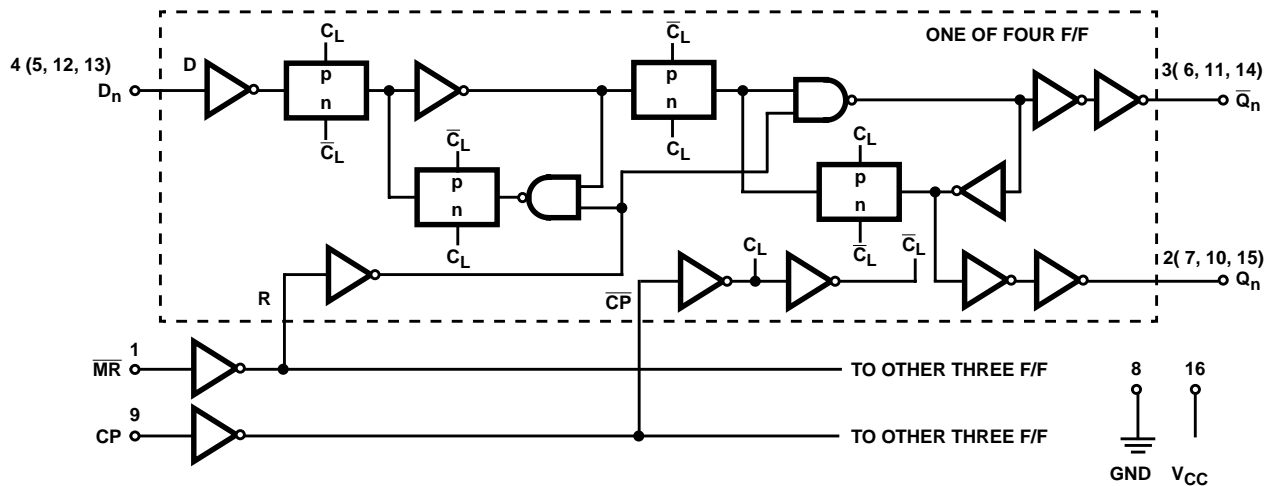 ONE OF FOUR F/F
4 (5, 12, 13)
Dn
D
CL
p
n
C̅L
C̅L
p
n
CL
C̅L
p
n
CL
CL
p
n
C̅L
3( 6, 11, 14)
Q̅n
2( 7, 10, 15)
Qn
R
C̅P̅
CL
C̅L
1
M̅R̅
TO OTHER THREE F/F
9
CP
TO OTHER THREE F/F
8
GND
16
VCC